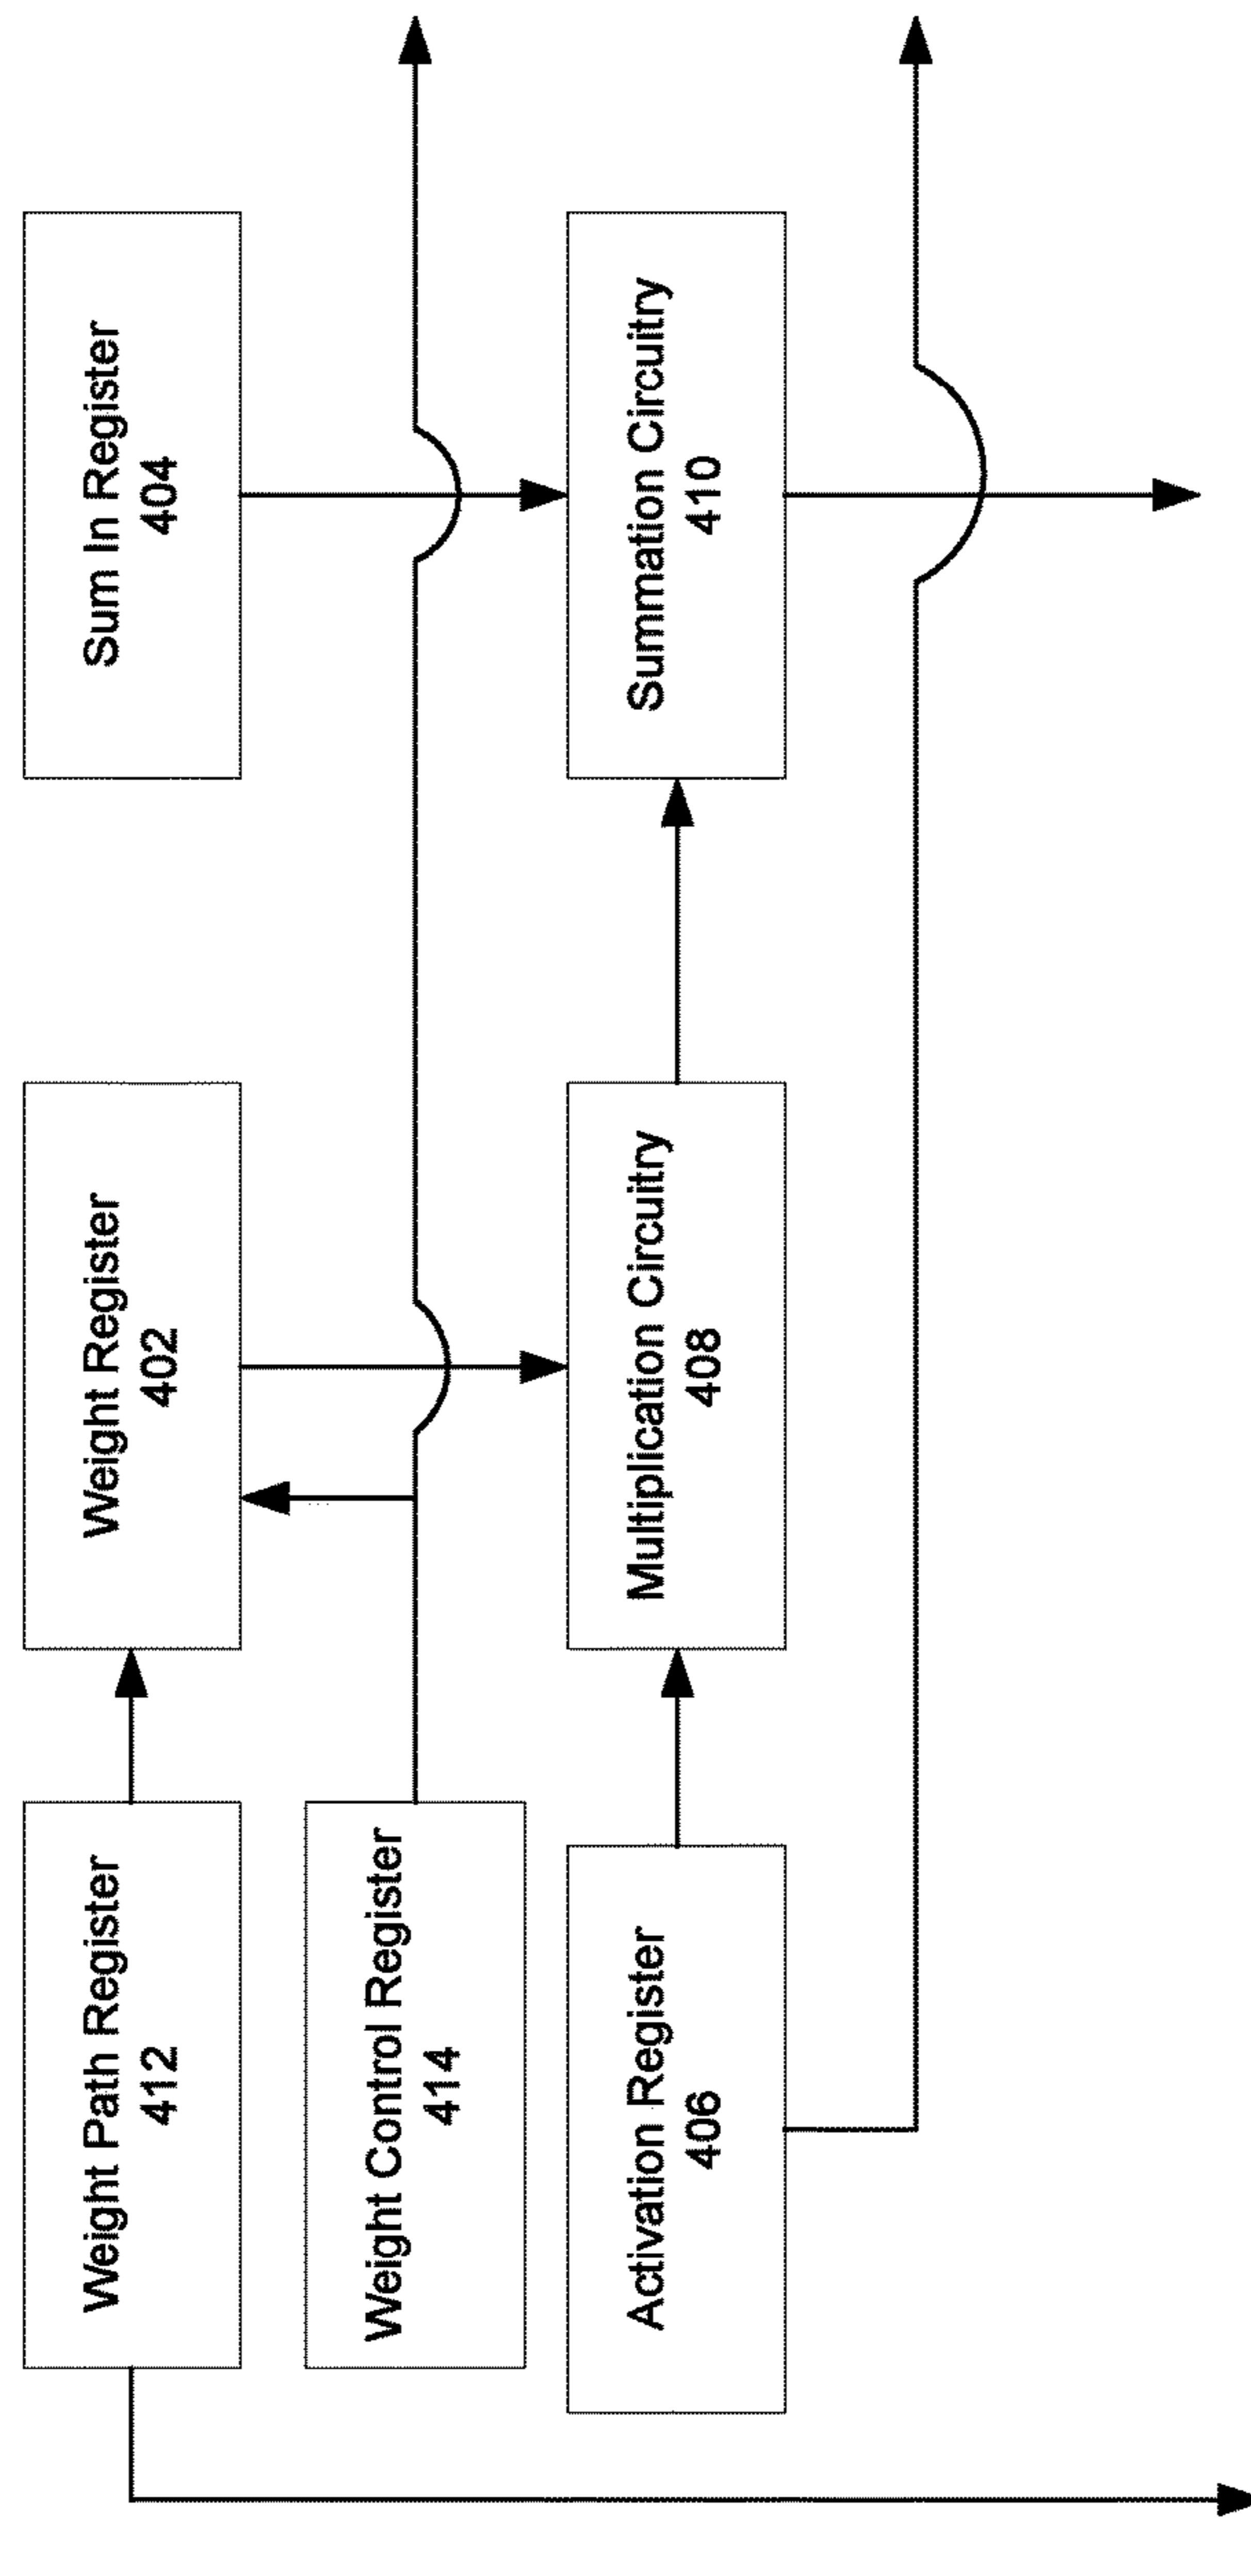 Weight Path Register
412
Weight Register
402
Sum In Register
404
Weight Control Register
414
Activation Register
406
Multiplication Circuitry
408
Summation Circuitry
410